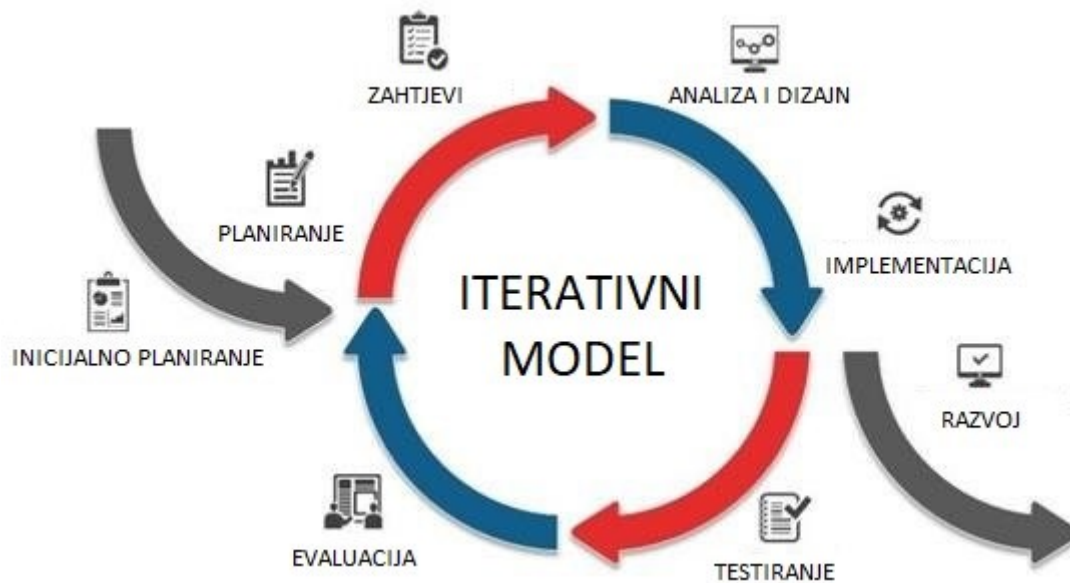 ZAHTJEVI
ANALIZA I DIZAJN
PLANIRANJE
IMPLEMENTACIJA
ITERATIVNI
MODEL
INICIJALNO PLANIRANJE
RAZVOJ
EVALUACIJA
TESTIRANJE